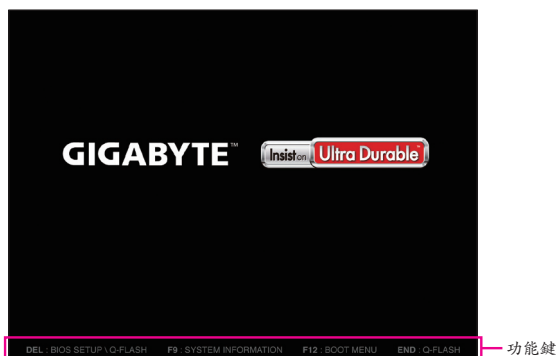 GIGABYTE™
Insist on Ultra Durable™
DEL : BIOS SETUP \ Q-FLASH F9 : SYSTEM INFORMATION F12 : BOOT MENU END : Q-FLASH
功能鍵